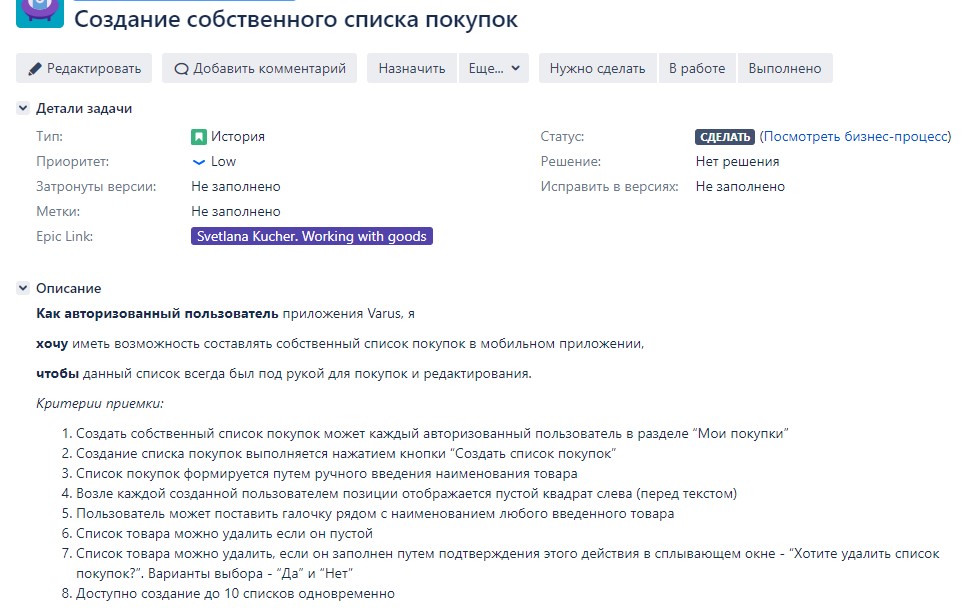 Создание собственного списка покупок
Редактировать Добавить комментарий Назначить Еще... Нужно сделать В работе Выполнено
Детали задачи
Тип: История Статус: СДЕЛАТЬ (Посмотреть бизнес-процесс)
Приоритет: Low Решение: Нет решения
Затронуты версии: Не заполнено Исправить в версиях: Не заполнено
Метки: Не заполнено
Epic Link: Svetlana Kucher. Working with goods
Описание
Как авторизованный пользователь приложения Varus, я
хочу иметь возможность составлять собственный список покупок в мобильном приложении,
чтобы данный список всегда был под рукой для покупок и редактирования.
Критерии приемки:
1. Создать собственный список покупок может каждый авторизованный пользователь в разделе “Мои покупки”
2. Создание списка покупок выполняется нажатием кнопки “Создать список покупок”
3. Список покупок формируется путем ручного введения наименования товара
4. Возле каждой созданной пользователем позиции отображается пустой квадрат слева (перед текстом)
5. Пользователь может поставить галочку рядом с наименованием любого введенного товара
6. Список товара можно удалить если он пустой
7. Список товара можно удалить, если он заполнен путем подтверждения этого действия в сплывающем окне - “Хотите удалить список
покупок?”. Варианты выбора - “Да” и “Нет”
8. Доступно создание до 10 списков одновременно